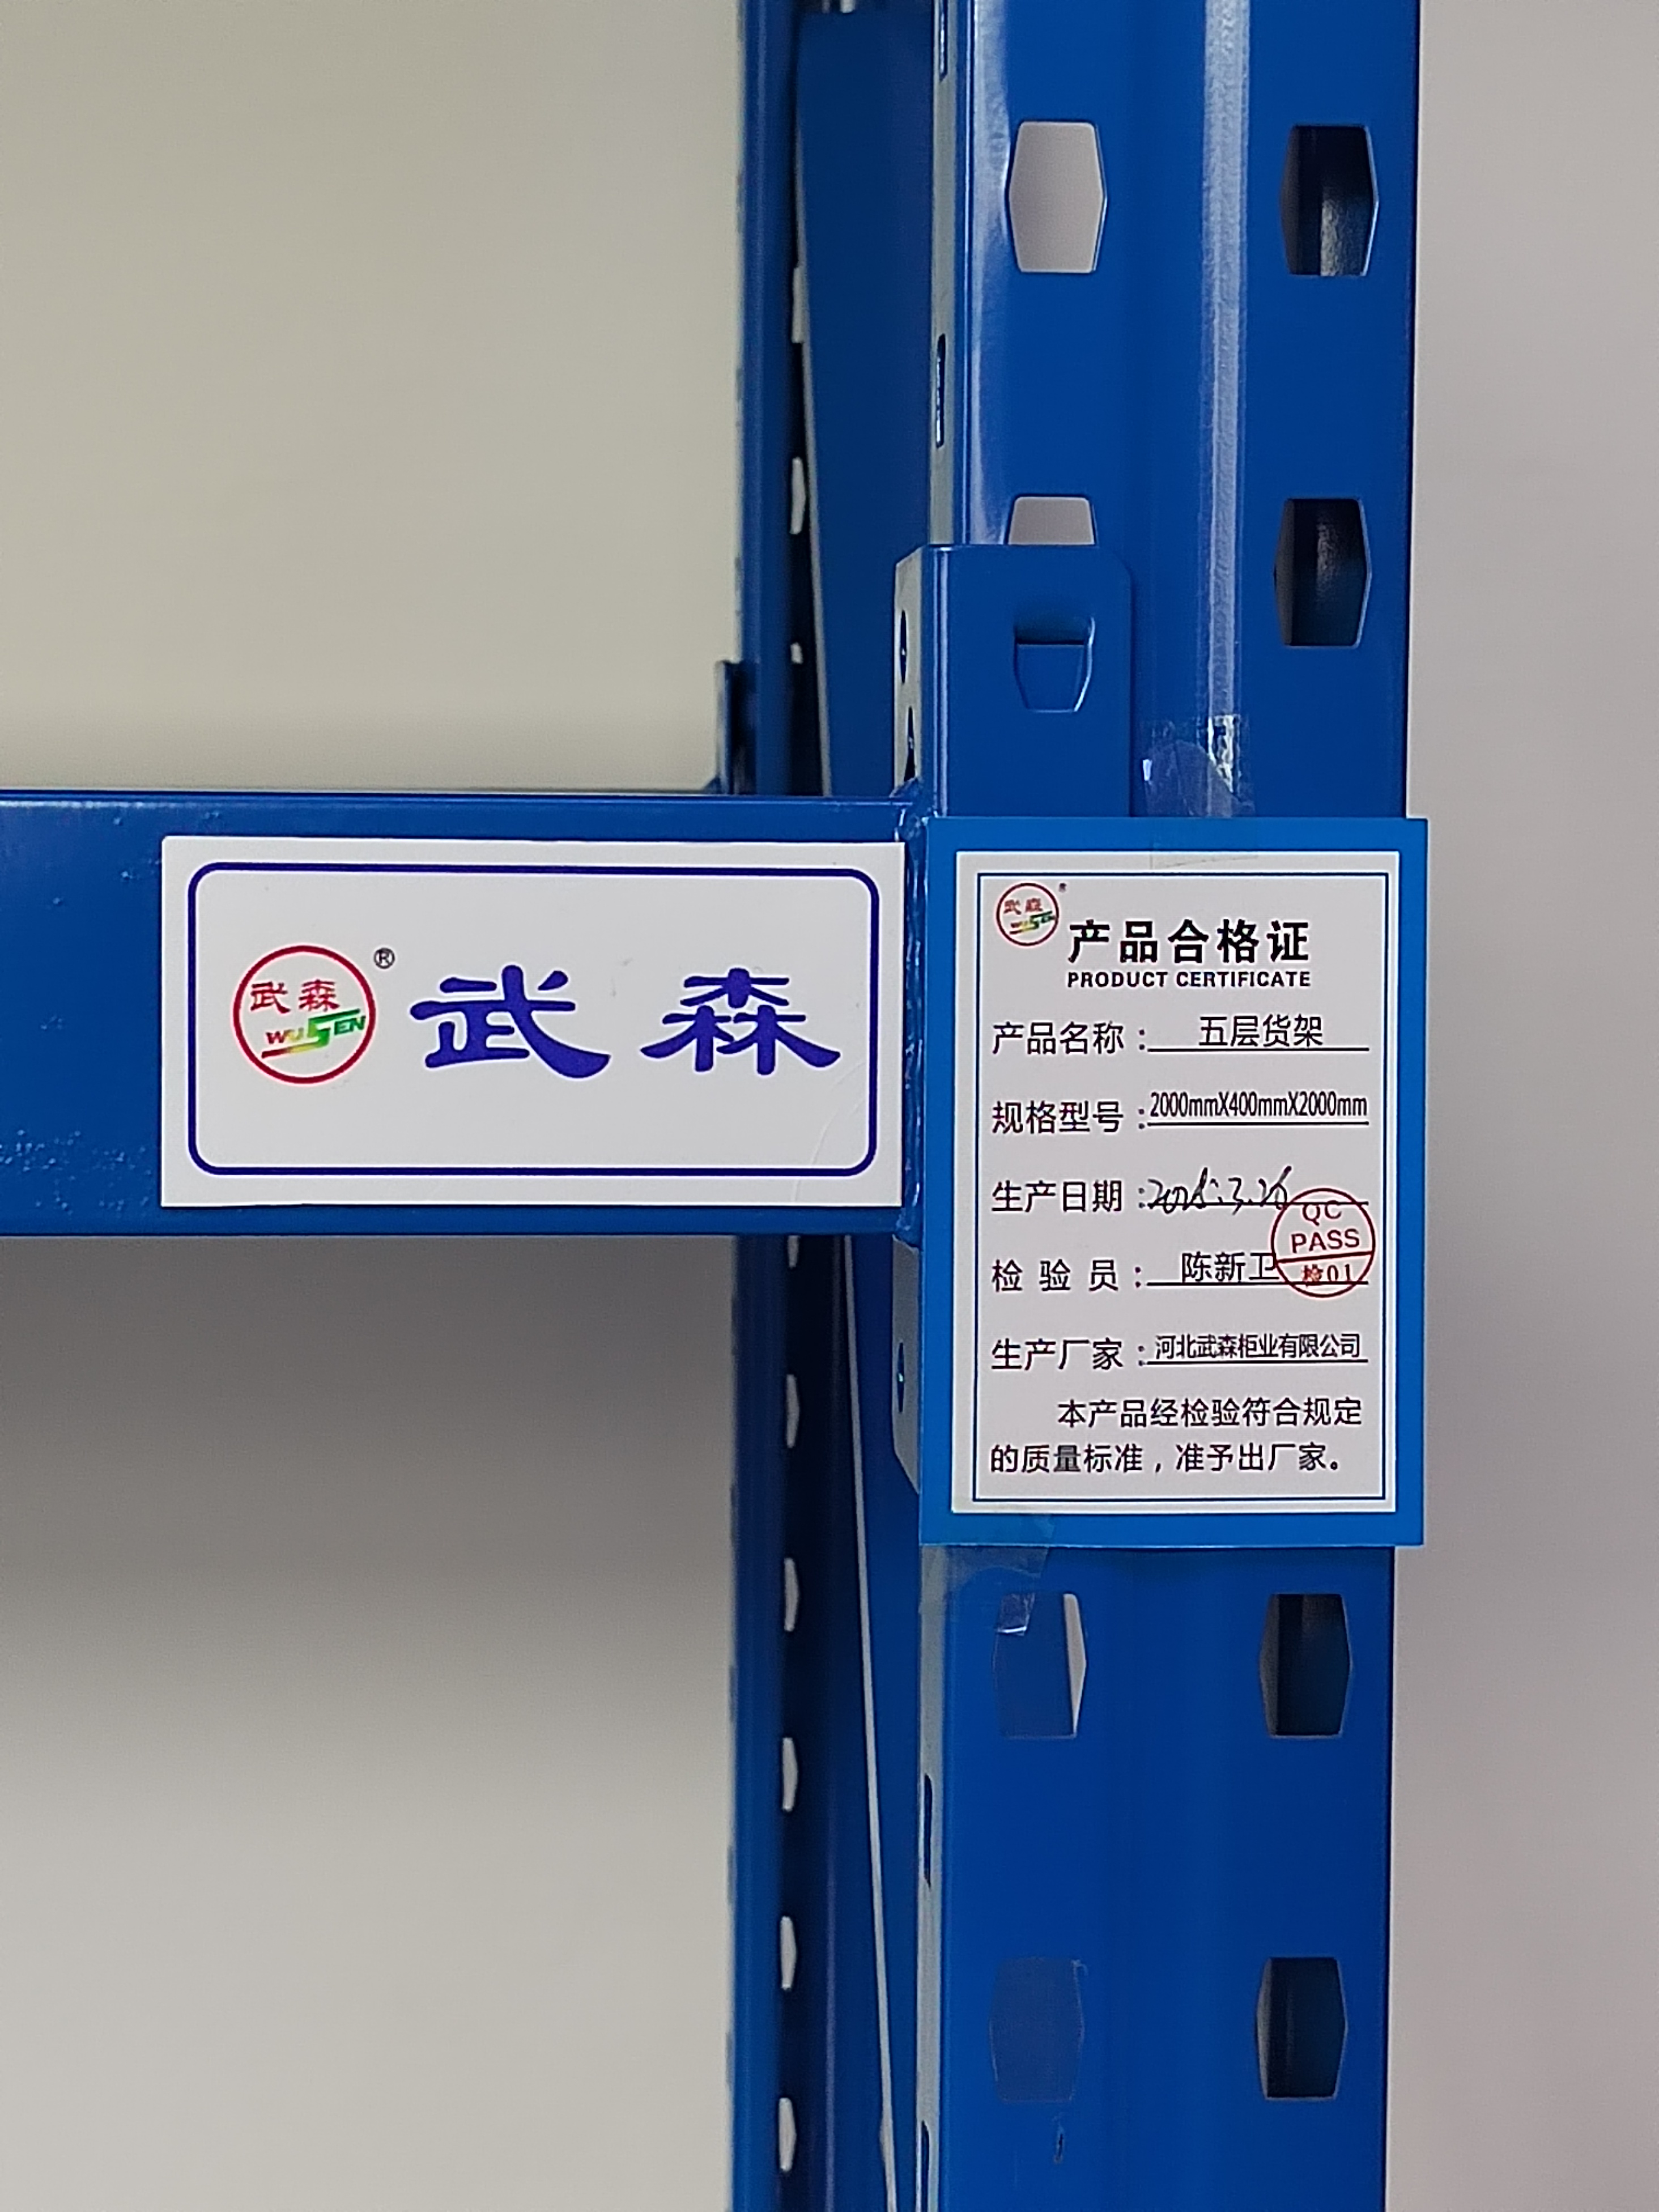 武森
WUSEN
®
武森
武森
WUSEN
®
产品合格证
PRODUCT CERTIFICATE
产品名称：五层货架
规格型号：2000mmX400mmX2000mm
生产日期：
检验员：陈新卫
QC
PASS
检01
生产厂家：河北武森柜业有限公司
本产品经检验符合规定
的质量标准，准予出厂家。